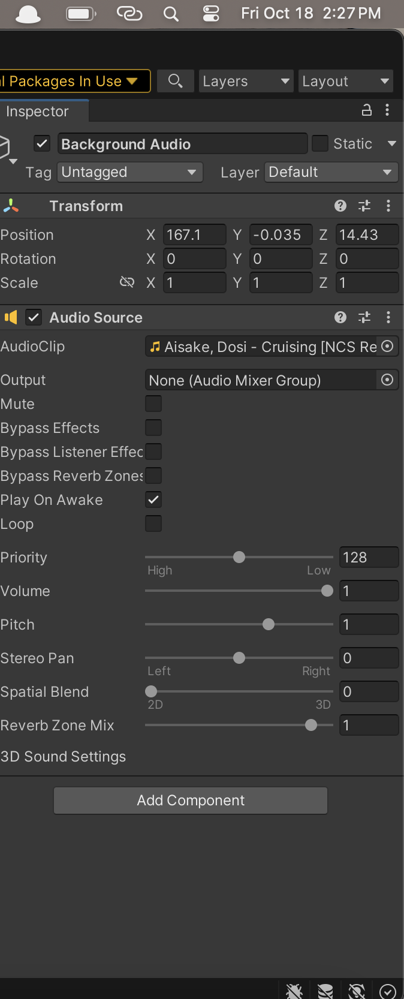 Fri Oct 18 2:27 PM
l Packages In Use
Layers
Layout
Inspector
Background Audio
Static
Tag Untagged Layer Default
Transform
Position X 167.1 Y -0.035 Z 14.43
Rotation X 0 Y 0 Z 0
Scale X 1 Y 1 Z 1
Audio Source
AudioClip Aisake, Dosi - Cruising [NCS Re
Output None (Audio Mixer Group)
Mute
Bypass Effects
Bypass Listener Effec
Bypass Reverb Zones
Play On Awake
Loop
Priority 128
High Low
Volume 1
Pitch 1
Stereo Pan 0
Left Right
Spatial Blend 0
2D 3D
Reverb Zone Mix 1
3D Sound Settings
Add Component